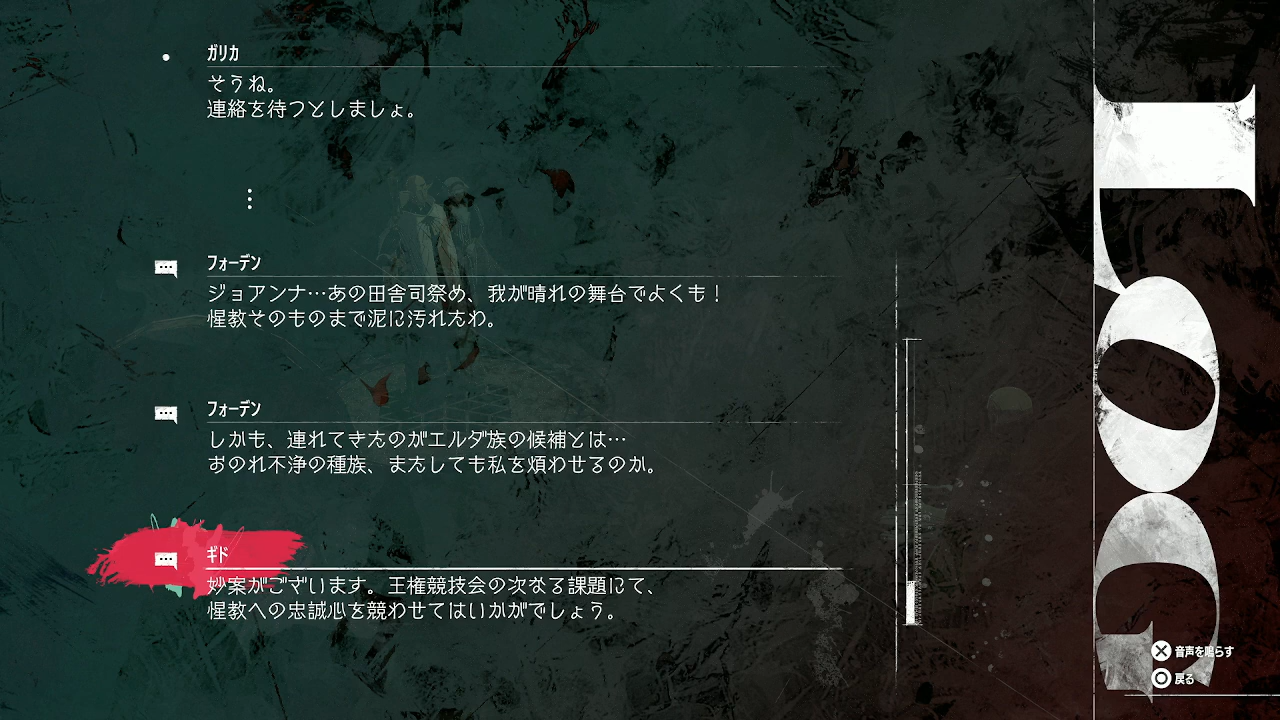 ガリカ
そうね。
連絡を待つとしましょ。
⋮
フォーデン
ジョアンナ…あの田舎司祭め、我が晴れの舞台でよくも！
惺教そのものまで泥に汚れたわ。
フォーデン
しかも、連れてきたのがエルダ族の候補とは…
おのれ不浄の種族、またしても私を煩わせるのか。
ギド
妙案がございます。王権競技会の次なる課題にて、
惺教への忠誠心を競わせてはいかがでしょう。
LOG
音声を鳴らす
戻る